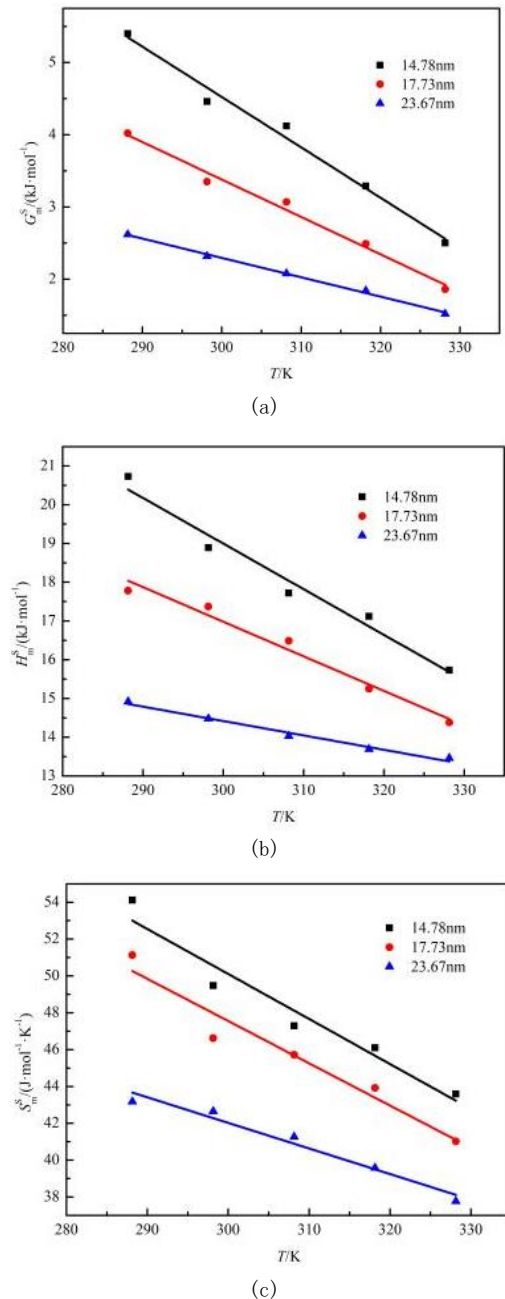 5
4
3
2
280 290 300 310 320 330
14.78nm
17.73nm
23.67nm
G_m^S/(kJ·mol⁻¹)
T/K
(a)
21
20
19
18
17
16
15
14
13
280 290 300 310 320 330
14.78nm
17.73nm
23.67nm
H_m^S/(kJ·mol⁻¹)
T/K
(b)
54
52
50
48
46
44
42
40
38
280 290 300 310 320 330
14.78nm
17.73nm
23.67nm
S_m^S/(J·mol⁻¹·K⁻¹)
T/K
(c)